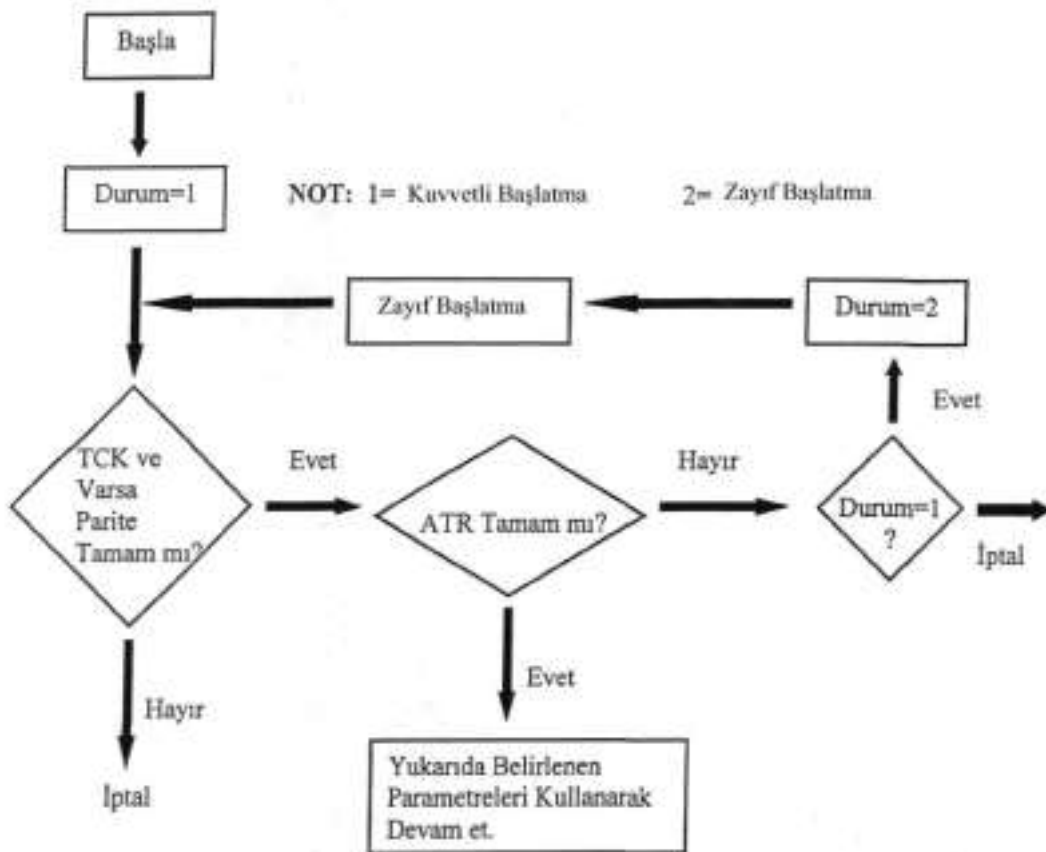 Başla
Durum=1
NOT: 1= Kuvvetli Başlatma 2= Zayıf Başlatma
Zayıf Başlatma
Durum=2
Evet
TCK ve
Varsa
Parite
Tamam mı?
Evet
ATR Tamam mı?
Hayır
Durum=1
?
İptal
Hayır
İptal
Evet
Yukarıda Belirlenen
Parametreleri Kullanarak
Devam et.